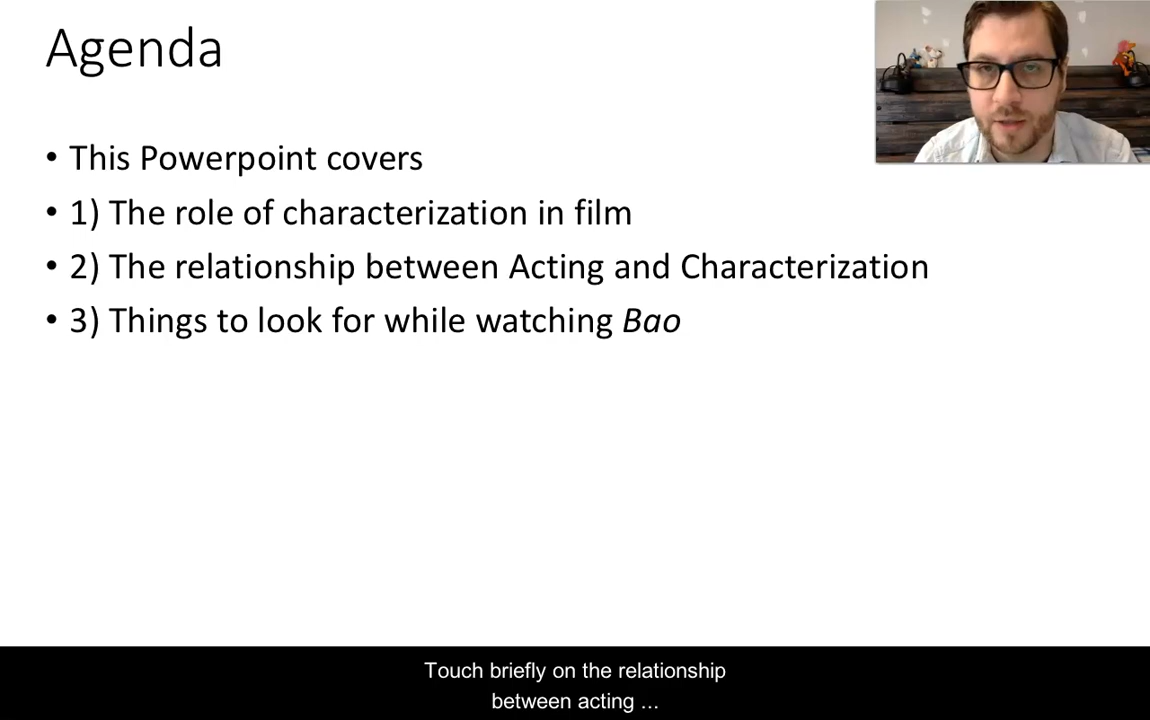 Agenda
• This Powerpoint covers
• 1) The role of characterization in film
• 2) The relationship between Acting and Characterization
• 3) Things to look for while watching Bao
Touch briefly on the relationship
between acting ...